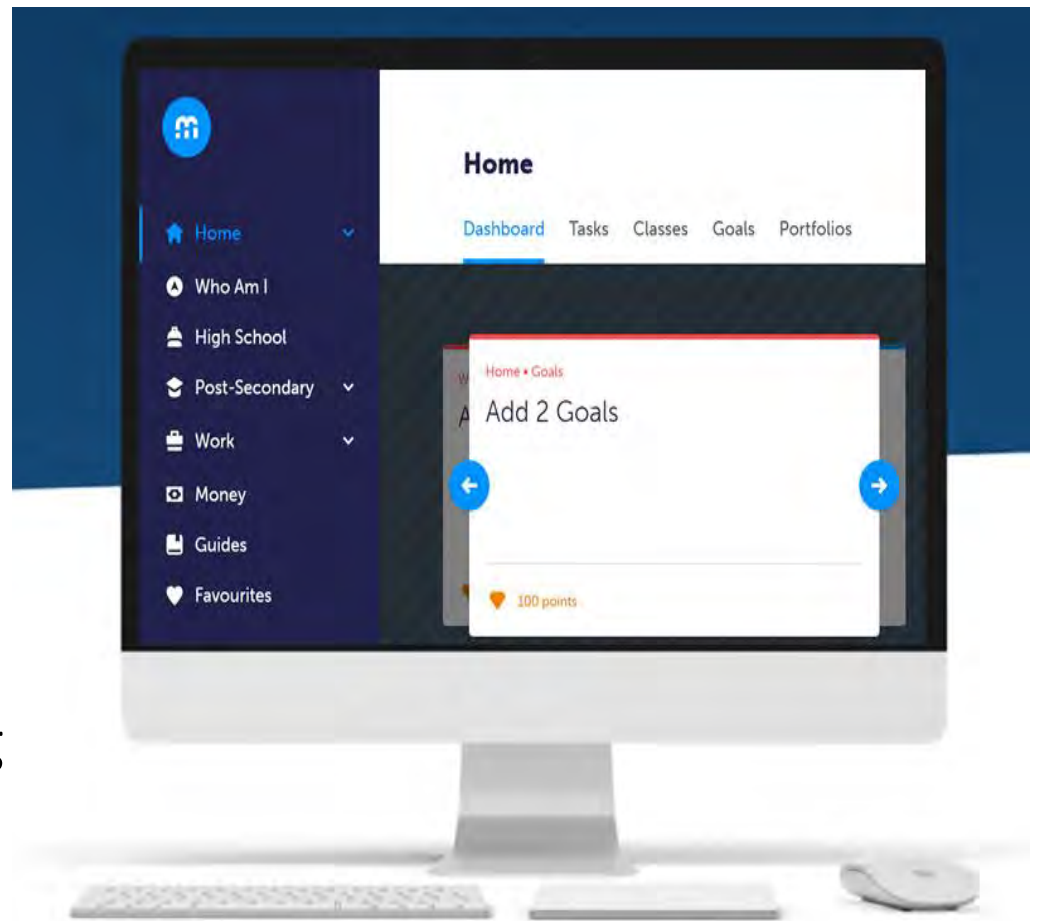 m
Home
Home
Dashboard Tasks Classes Goals Portfolios
Who Am I
High School
Post-Secondary
Work
Money
Guides
Favourites
Home • Goals
Add 2 Goals
100 points